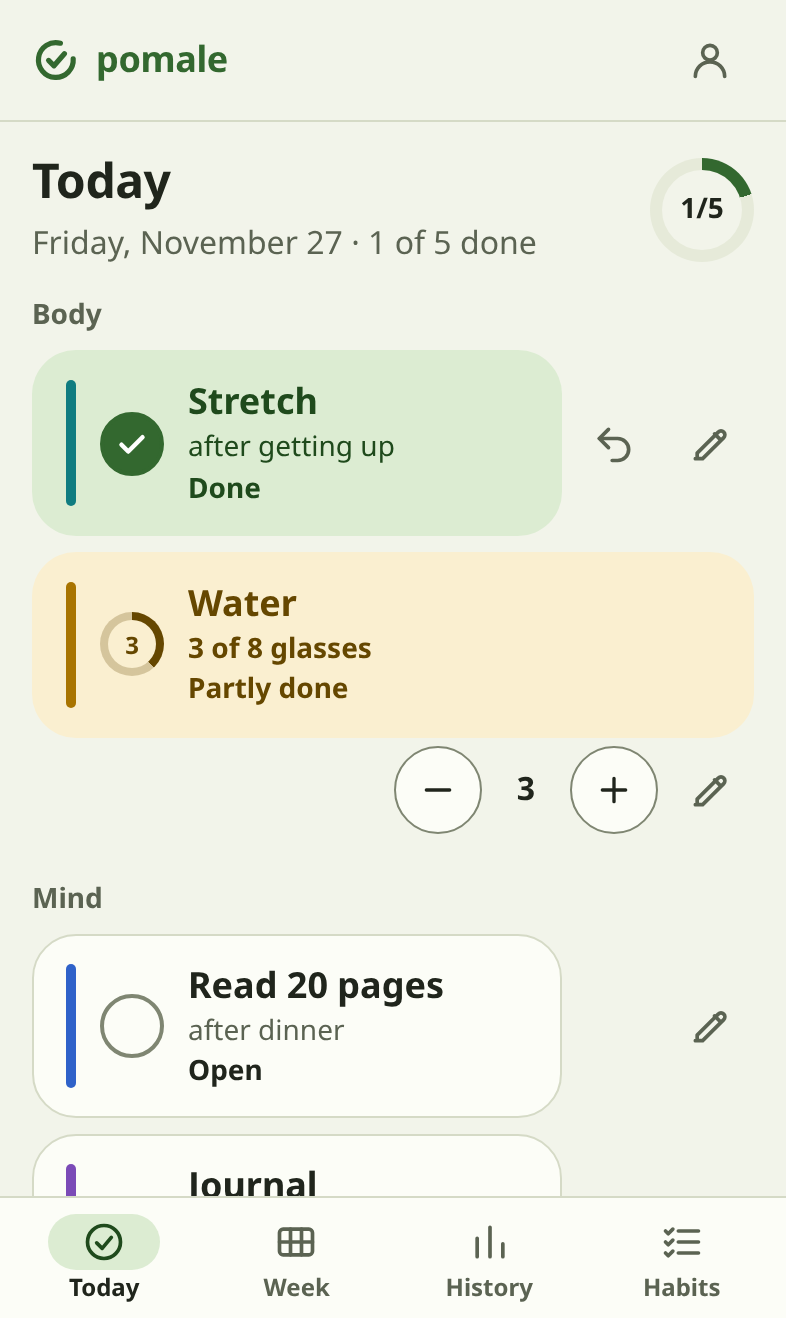 pomale
Today
1/5
Friday, November 27 · 1 of 5 done
Body
Stretch
after getting up
Done
Water
3
3 of 8 glasses
Partly done
3
Mind
Read 20 pages
after dinner
Open
Journal
Today
Week
History
Habits